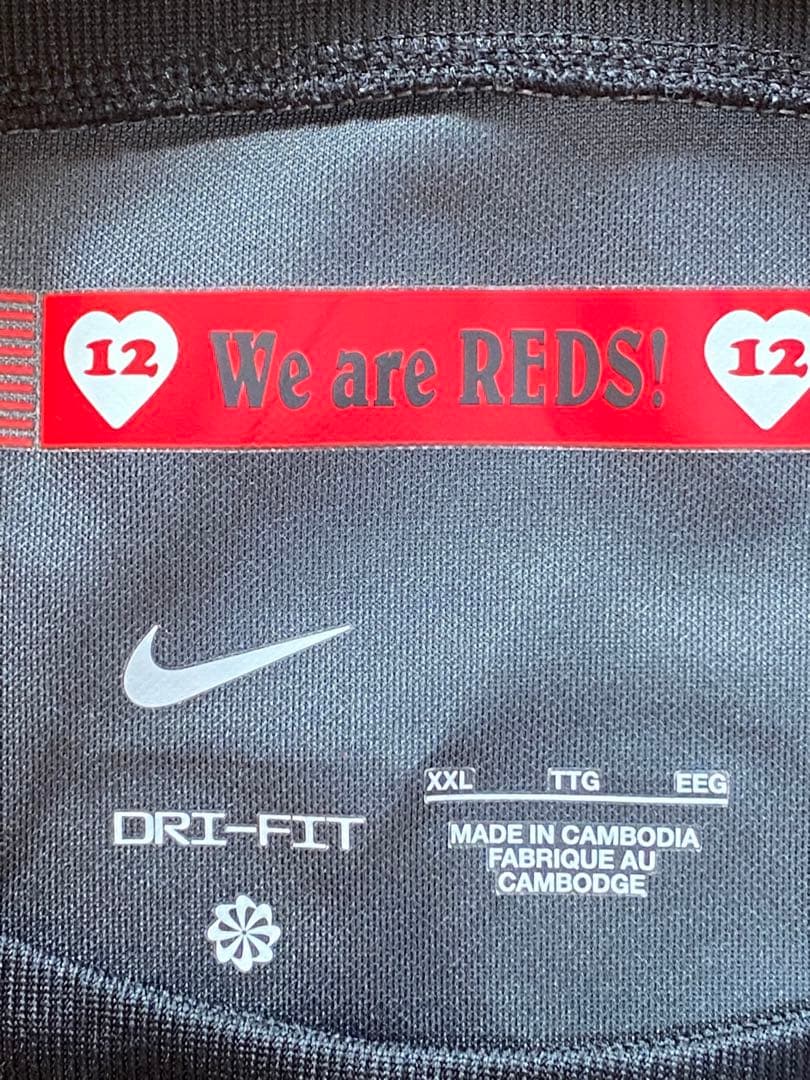 12 We are REDS! 12
DRI-FIT
XXL TTG EEG
MADE IN CAMBODIA
FABRIQUE AU
CAMBODGE